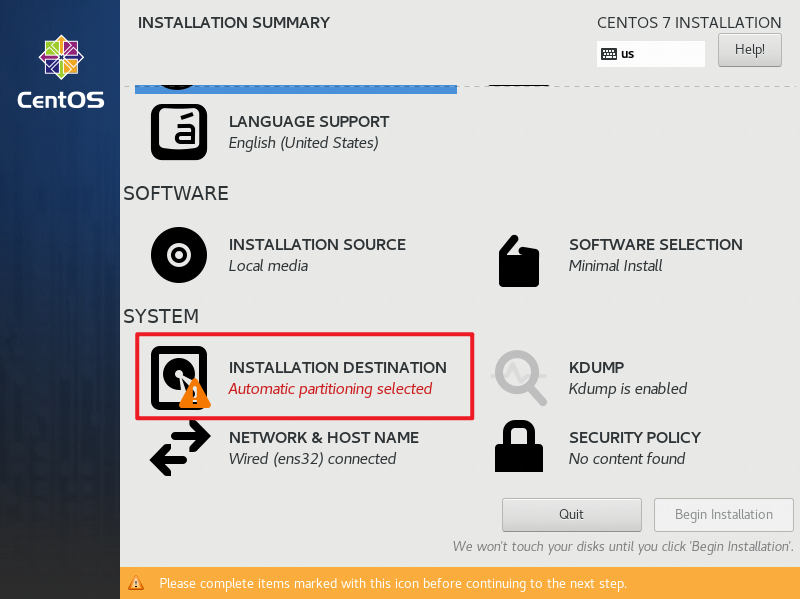 INSTALLATION SUMMARY
CENTOS 7 INSTALLATION
us
Help!
CentOS
LANGUAGE SUPPORT
English (United States)
SOFTWARE
INSTALLATION SOURCE
Local media
SOFTWARE SELECTION
Minimal Install
SYSTEM
INSTALLATION DESTINATION
Automatic partitioning selected
KDUMP
Kdump is enabled
NETWORK & HOST NAME
Wired (ens32) connected
SECURITY POLICY
No content found
Quit
Begin Installation
We won't touch your disks until you click 'Begin Installation'.
Please complete items marked with this icon before continuing to the next step.